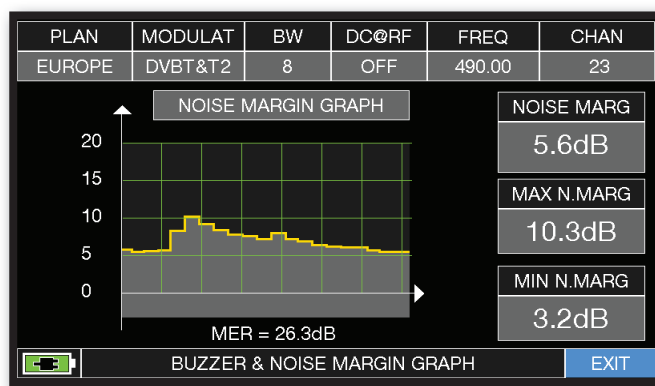 PLAN MODULAT BW DC@RF FREQ CHAN
EUROPE DVBT&T2 8 OFF 490.00 23
NOISE MARGIN GRAPH
NOISE MARG
5.6dB
20
15
10
5
0
MAX N.MARG
10.3dB
MIN N.MARG
3.2dB
MER = 26.3dB
BUZZER & NOISE MARGIN GRAPH
EXIT